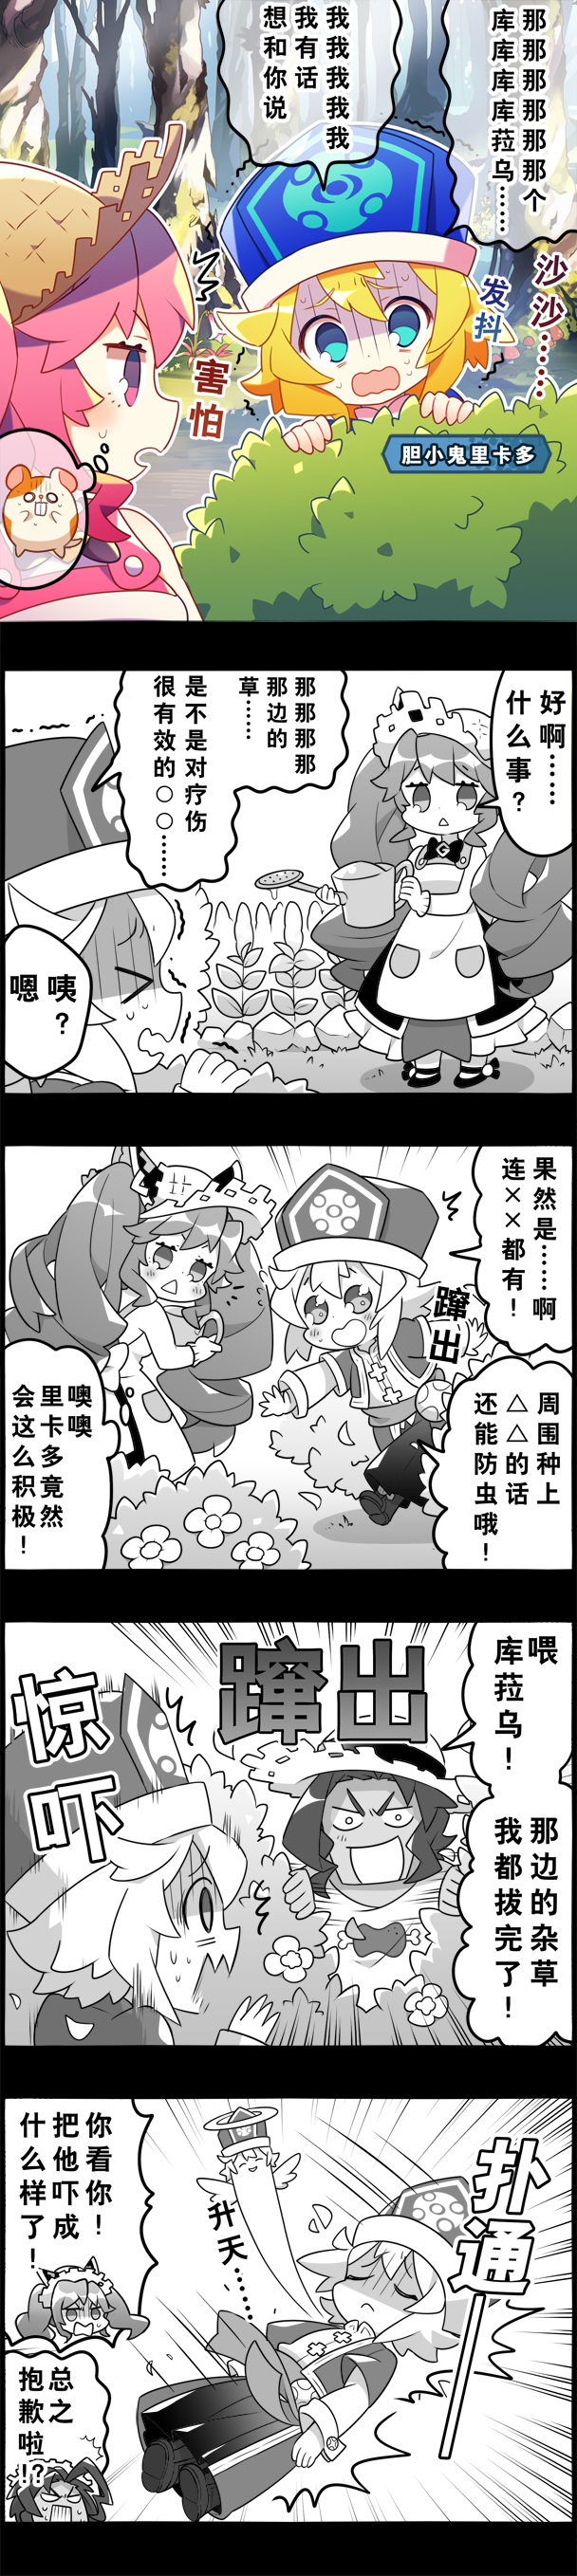 那那那那那那个
库库库库菈乌……
我我我我我
我有话
想和你说
沙沙……
发抖
害怕
胆小鬼里卡多
好啊……
什么事？
那那那那
那边的
草……
是不是对疗伤
很有效的○○……
咦？
嗯
果然是……啊
连××都有！
蹿出
周围种上
△△的话
还能防虫哦！
噢噢
里卡多竟然
会这么积极！
喂
库菈乌！
那边的杂草
我都拔完了！
蹿出
惊吓
扑通——
升天……
你看你！
把他吓成
什么样了！
总之
抱歉啦!?